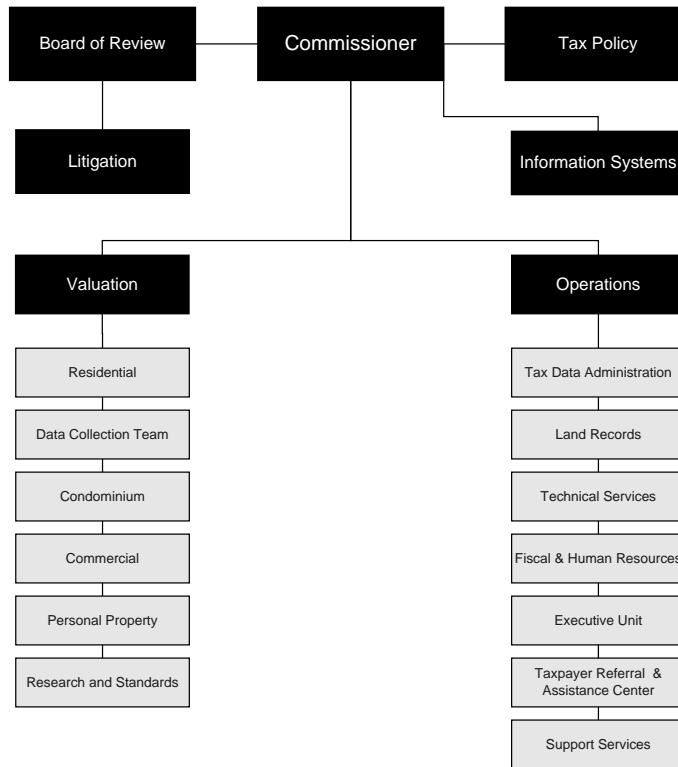 Board of Review
Commissioner
Tax Policy
Litigation
Information Systems
Valuation
Operations
Residential
Data Collection Team
Condominium
Commercial
Personal Property
Research and Standards
Tax Data Administration
Land Records
Technical Services
Fiscal & Human Resources
Executive Unit
Taxpayer Referral &
Assistance Center
Support Services